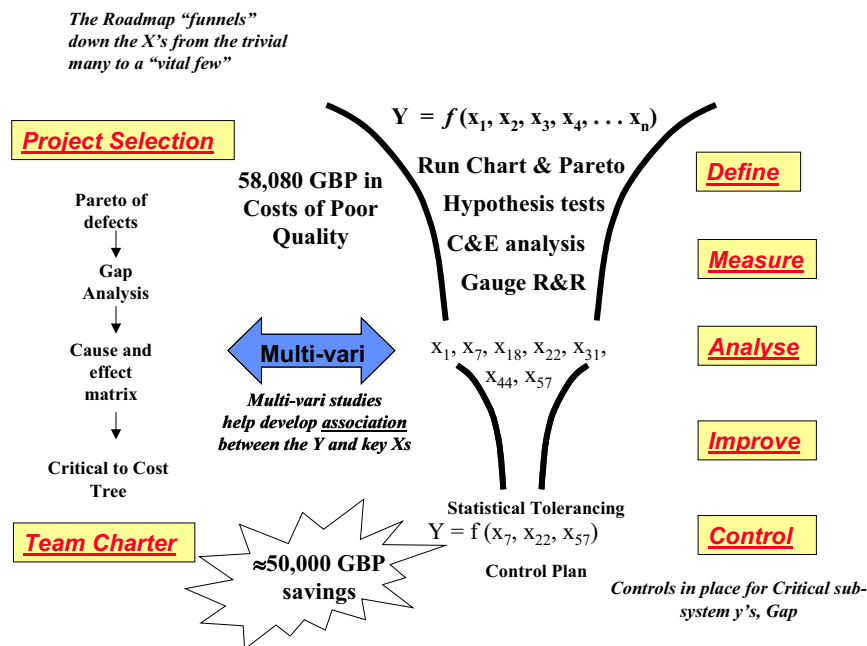 The Roadmap “funnels”
down the X’s from the trivial
many to a “vital few”
Project Selection
Pareto of
defects
Gap
Analysis
Cause and
effect
matrix
Critical to Cost
Tree
Team Charter
58,080 GBP in
Costs of Poor
Quality
Multi-vari
Multi-vari studies
help develop association
between the Y and key Xs
≈50,000 GBP
savings
Y = f (x₁, x₂, x₃, x₄, . . . xₙ)
Run Chart & Pareto
Hypothesis tests
C&E analysis
Gauge R&R
x₁, x₇, x₁₈, x₂₂, x₃₁,
x₄₄, x₅₇
Statistical Tolerancing
Y = f (x₇, x₂₂, x₅₇)
Control Plan
Define
Measure
Analyse
Improve
Control
Controls in place for Critical sub-
system y’s, Gap